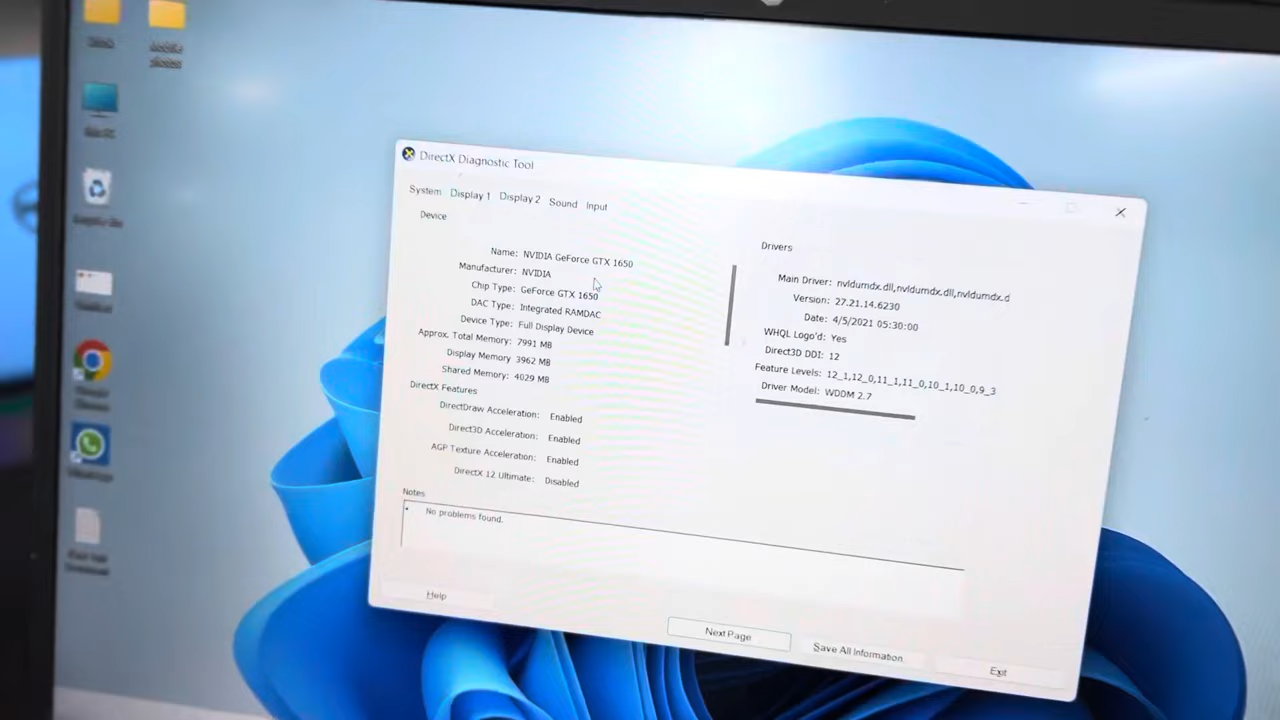 DirectX Diagnostic Tool
System Display 1 Display 2 Sound Input
Device
Name: NVIDIA GeForce GTX 1650
Manufacturer: NVIDIA
Chip Type: GeForce GTX 1650
DAC Type: Integrated RAMDAC
Device Type: Full Display Device
Approx. Total Memory: 7991 MB
Display Memory 3962 MB
Shared Memory: 4029 MB
Drivers
Main Driver: nvldumdx.dll,nvldumdx.dll,nvldumdx.d
Version: 27.21.14.6230
Date: 4/5/2021 05:30:00
WHQL Logo'd: Yes
Direct3D DDI: 12
Feature Levels: 12_1,12_0,11_1,11_0,10_1,10_0,9_3
Driver Model: WDDM 2.7
DirectX Features
DirectDraw Acceleration: Enabled
Direct3D Acceleration: Enabled
AGP Texture Acceleration: Enabled
DirectX 12 Ultimate: Disabled
Notes
• No problems found.
Help
Next Page
Save All Information
Exit